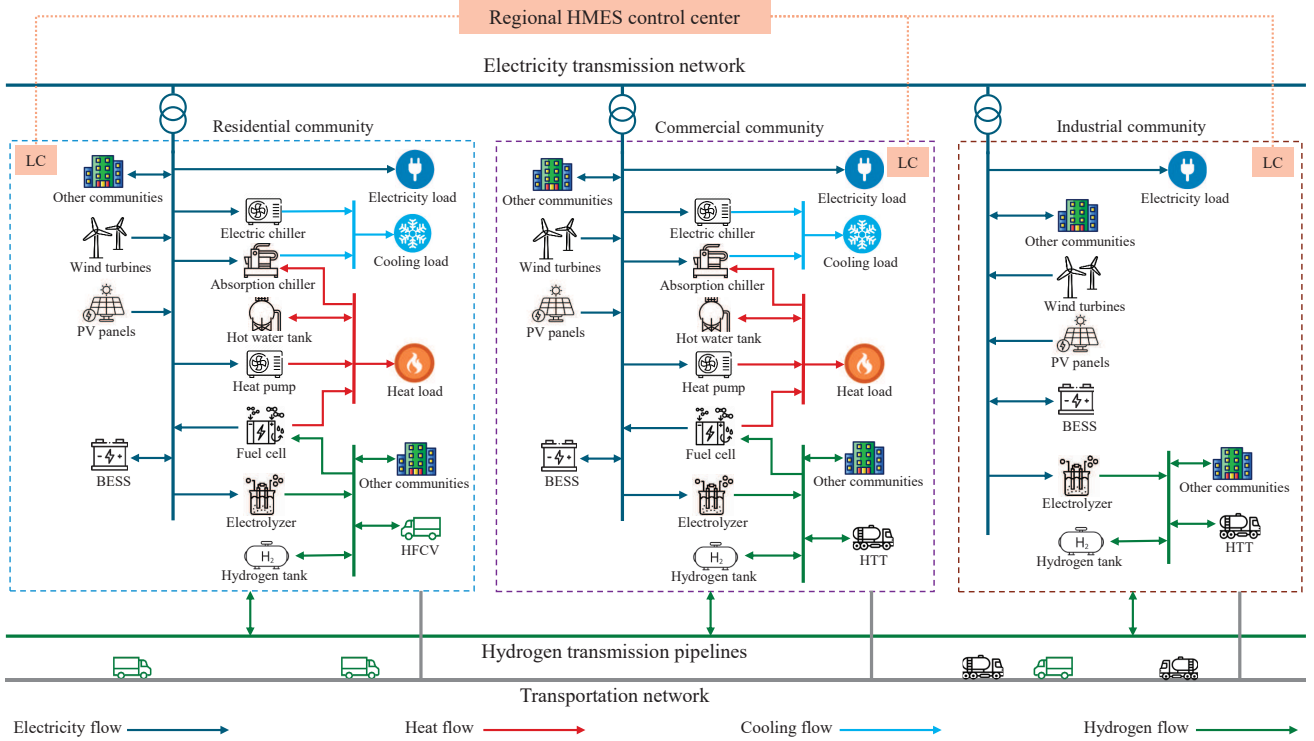 Regional HMES control center
Electricity transmission network
Residential community
LC
Other communities
Electricity load
Electric chiller
Wind turbines
Cooling load
Absorption chiller
PV panels
Hot water tank
Heat pump
Heat load
Fuel cell
BESS
Other communities
Electrolyzer
HFCV
H₂
Hydrogen tank
Commercial community
LC
Other communities
Electricity load
Electric chiller
Wind turbines
Cooling load
Absorption chiller
PV panels
Hot water tank
Heat pump
Heat load
Fuel cell
BESS
Other communities
Electrolyzer
HTT
H₂
Hydrogen tank
Industrial community
LC
Electricity load
Other communities
Wind turbines
PV panels
BESS
Other communities
Electrolyzer
HTT
H₂
Hydrogen tank
Hydrogen transmission pipelines
Transportation network
Electricity flow
Heat flow
Cooling flow
Hydrogen flow